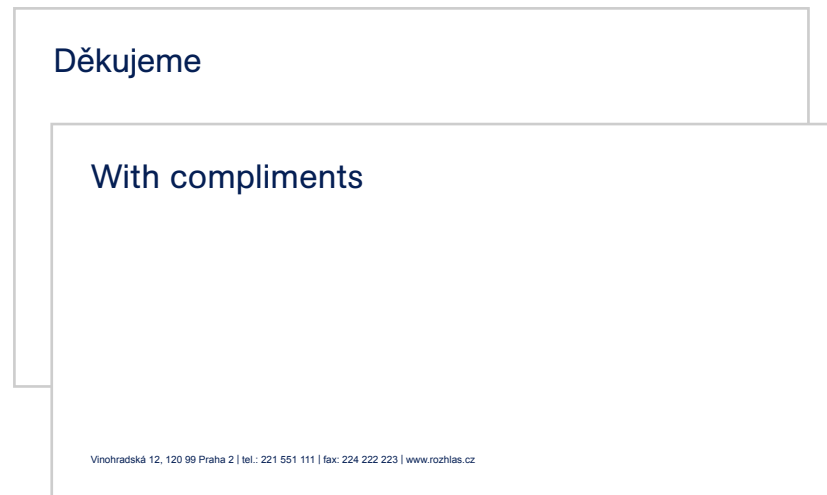 Děkujeme
With compliments
Vinohradská 12, 120 99 Praha 2 | tel.: 221 551 111 | fax: 224 222 223 | www.rozhlas.cz